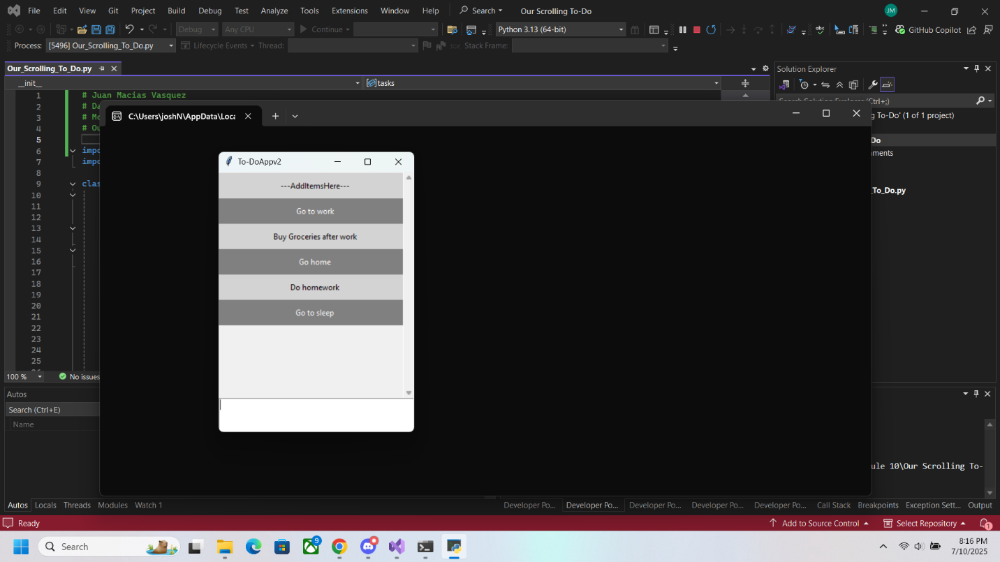 File Edit View Git Project Build Debug Test Analyze Tools Extensions Window Help Search Our Scrolling To-Do JM
Debug Any CPU Continue Python 3.13 (64-bit) GitHub Copilot
Process: [5496] Our_Scrolling_To_Do.py Lifecycle Events Thread: Stack Frame:
Our_Scrolling_To_Do.py
__init__ tasks
1 # Juan Macias Vasquez
2 # Da
3 # Mo
4 # Ou
5
6 impo
7 impo
8
9 clas
10
11
12
13
14
15
16
17
18
19
20
21
22
23
24
25
100 % No issues
Solution Explorer
Search Solution Explorer (Ctrl+;)
g To-Do' (1 of 1 project)
Do
nments
_To_Do.py
C:\Users\joshN\AppData\Loca
To-DoAppv2
---AddItemsHere---
Go to work
Buy Groceries after work
Go home
Do homework
Go to sleep
Autos
Search (Ctrl+E)
Name
ule 10\Our Scrolling To-
Autos Locals Threads Modules Watch 1
Developer Po... Developer Po... Developer Po... Developer Po... Developer Po... Call Stack Breakpoints Exception Sett... Output
Ready Add to Source Control Select Repository 1
Search 9 8:16 PM
7/10/2025